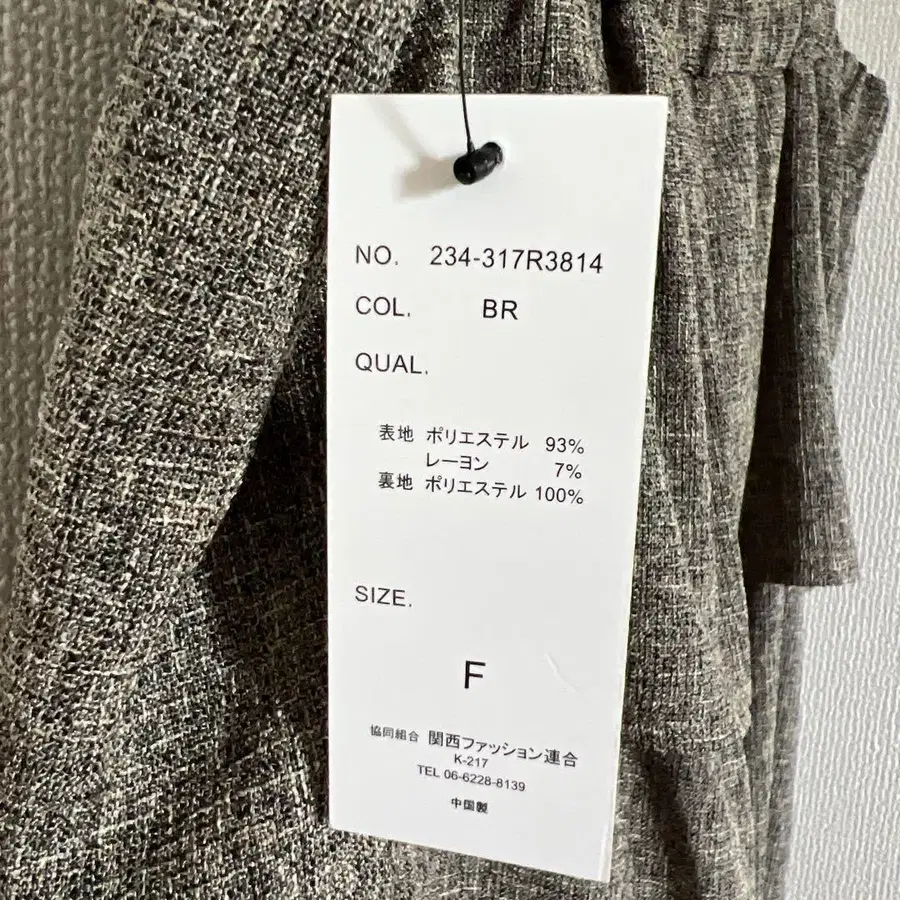 NO. 234-317R3814
COL. BR
QUAL.
表地 ポリエステル 93%
レーヨン 7%
裏地 ポリエステル 100%
SIZE.
F
協同組合 関西ファッション連合
K-217
TEL 06-6228-8139
中国製